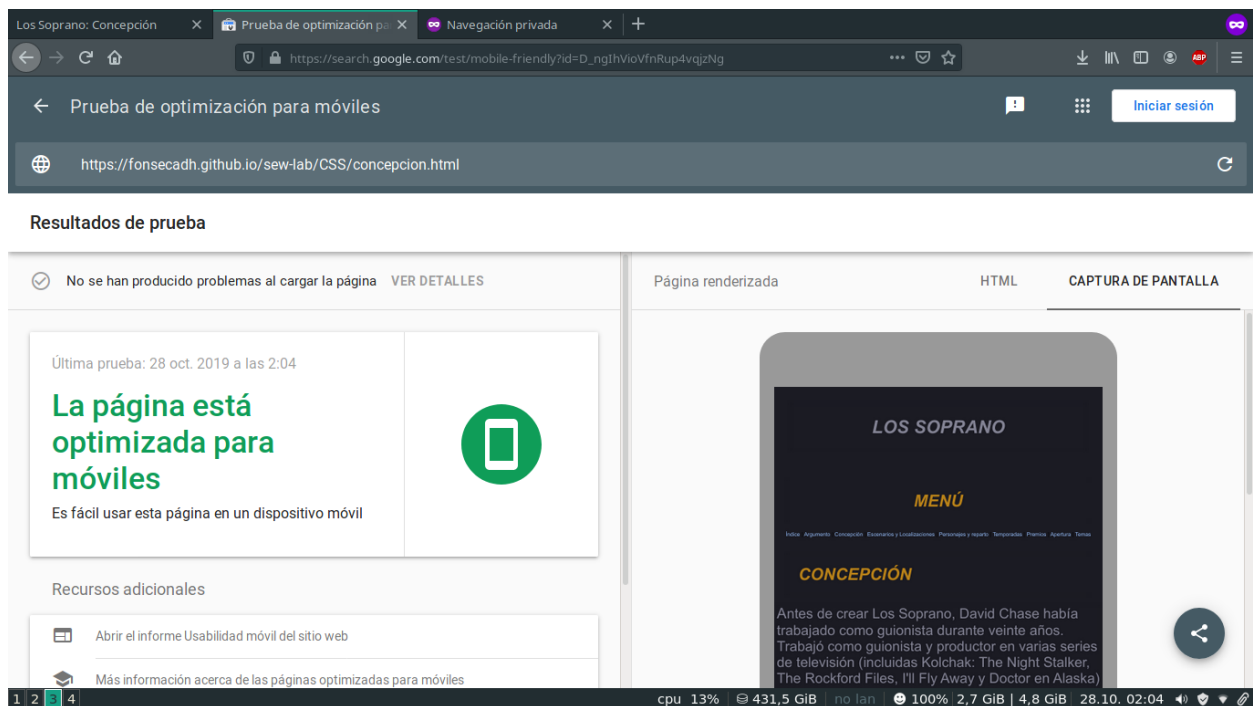 Los Soprano: Concepción
Prueba de optimización pa
Navegación privada
https://search.google.com/test/mobile-friendly?id=D_ngIhVioVfnRup4vqjzNg
ABP
Prueba de optimización para móviles
Iniciar sesión
https://fonsecadh.github.io/sew-lab/CSS/concepcion.html
Resultados de prueba
No se han producido problemas al cargar la página VER DETALLES
Página renderizada HTML CAPTURA DE PANTALLA
Última prueba: 28 oct. 2019 a las 2:04
La página está
optimizada para
móviles
Es fácil usar esta página en un dispositivo móvil
Recursos adicionales
Abrir el informe Usabilidad móvil del sitio web
Más información acerca de las páginas optimizadas para móviles
LOS SOPRANO
MENÚ
Índice Argumento Concepción Escenarios y Localizaciones Personajes y reparto Temporadas Premios Apertura Temas
CONCEPCIÓN
Antes de crear Los Soprano, David Chase había
trabajado como guionista durante veinte años.
Trabajó como guionista y productor en varias series
de televisión (incluidas Kolchak: The Night Stalker,
The Rockford Files, I'll Fly Away y Doctor en Alaska)
1 2 3 4
cpu 13% 431,5 GiB no lan 100% 2,7 GiB | 4,8 GiB 28.10. 02:04